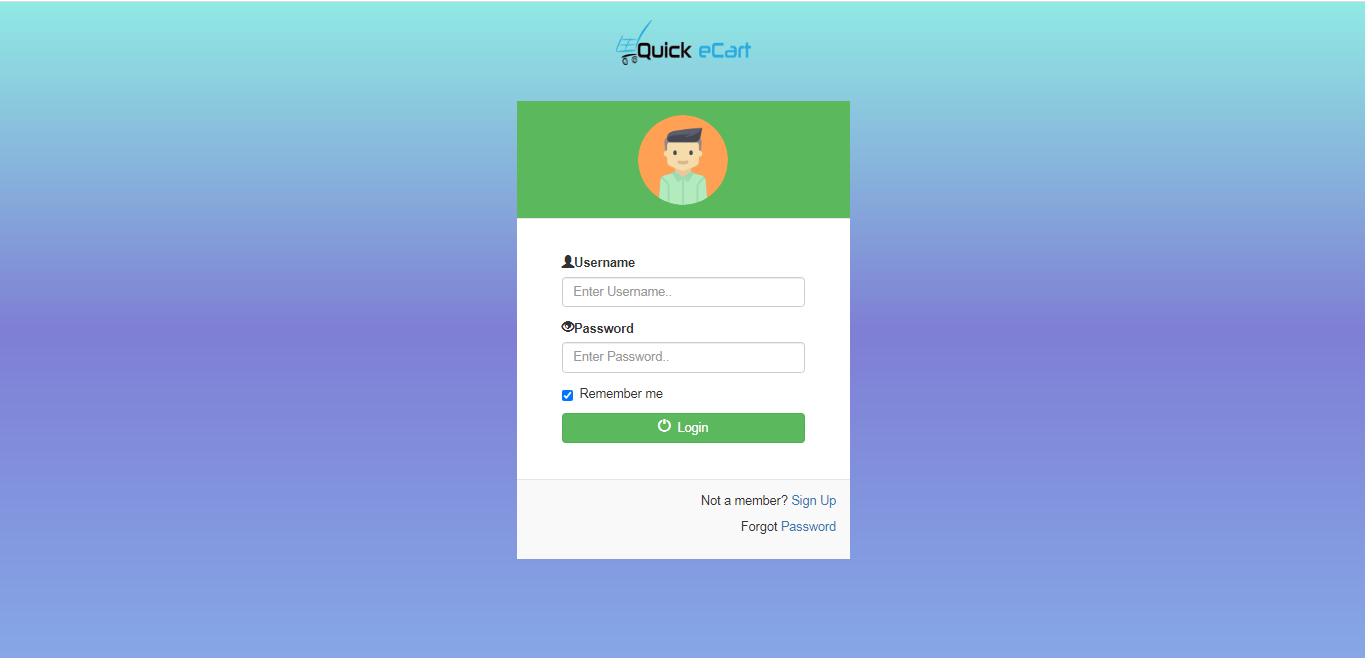 Quick eCart
Username
Enter Username..
Password
Enter Password..
Remember me
Login
Not a member? Sign Up
Forgot Password